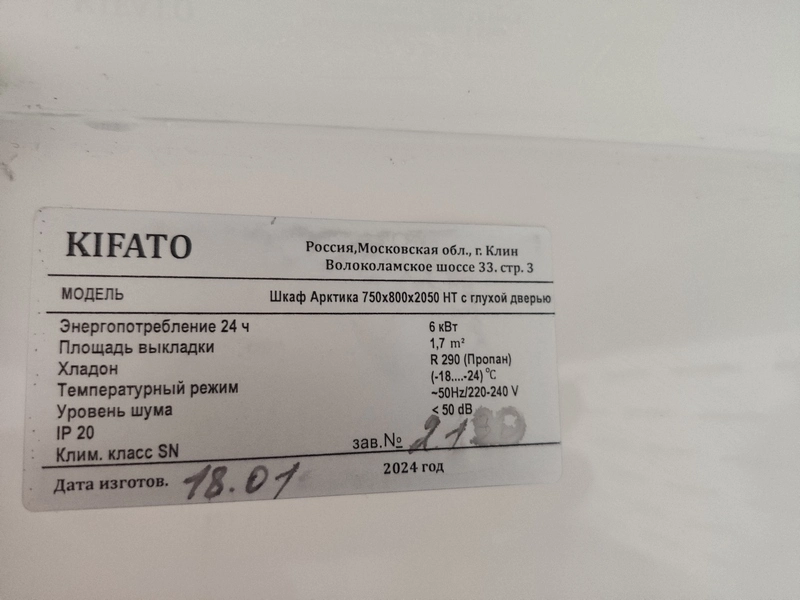 KIFATO
Россия,Московская обл., г. Клин
Волоколамское шоссе 33. стр. 3
МОДЕЛЬ Шкаф Арктика 750х800х2050 НТ с глухой дверью
Энергопотребление 24 ч 6 кВт
Площадь выкладки 1,7 m²
Хладон R 290 (Пропан)
Температурный режим (-18....-24) °C
~50Hz/220-240 V
Уровень шума < 50 dB
IP 20
Клим. класс SN зав.№
Дата изготов. 18.01 2024 год